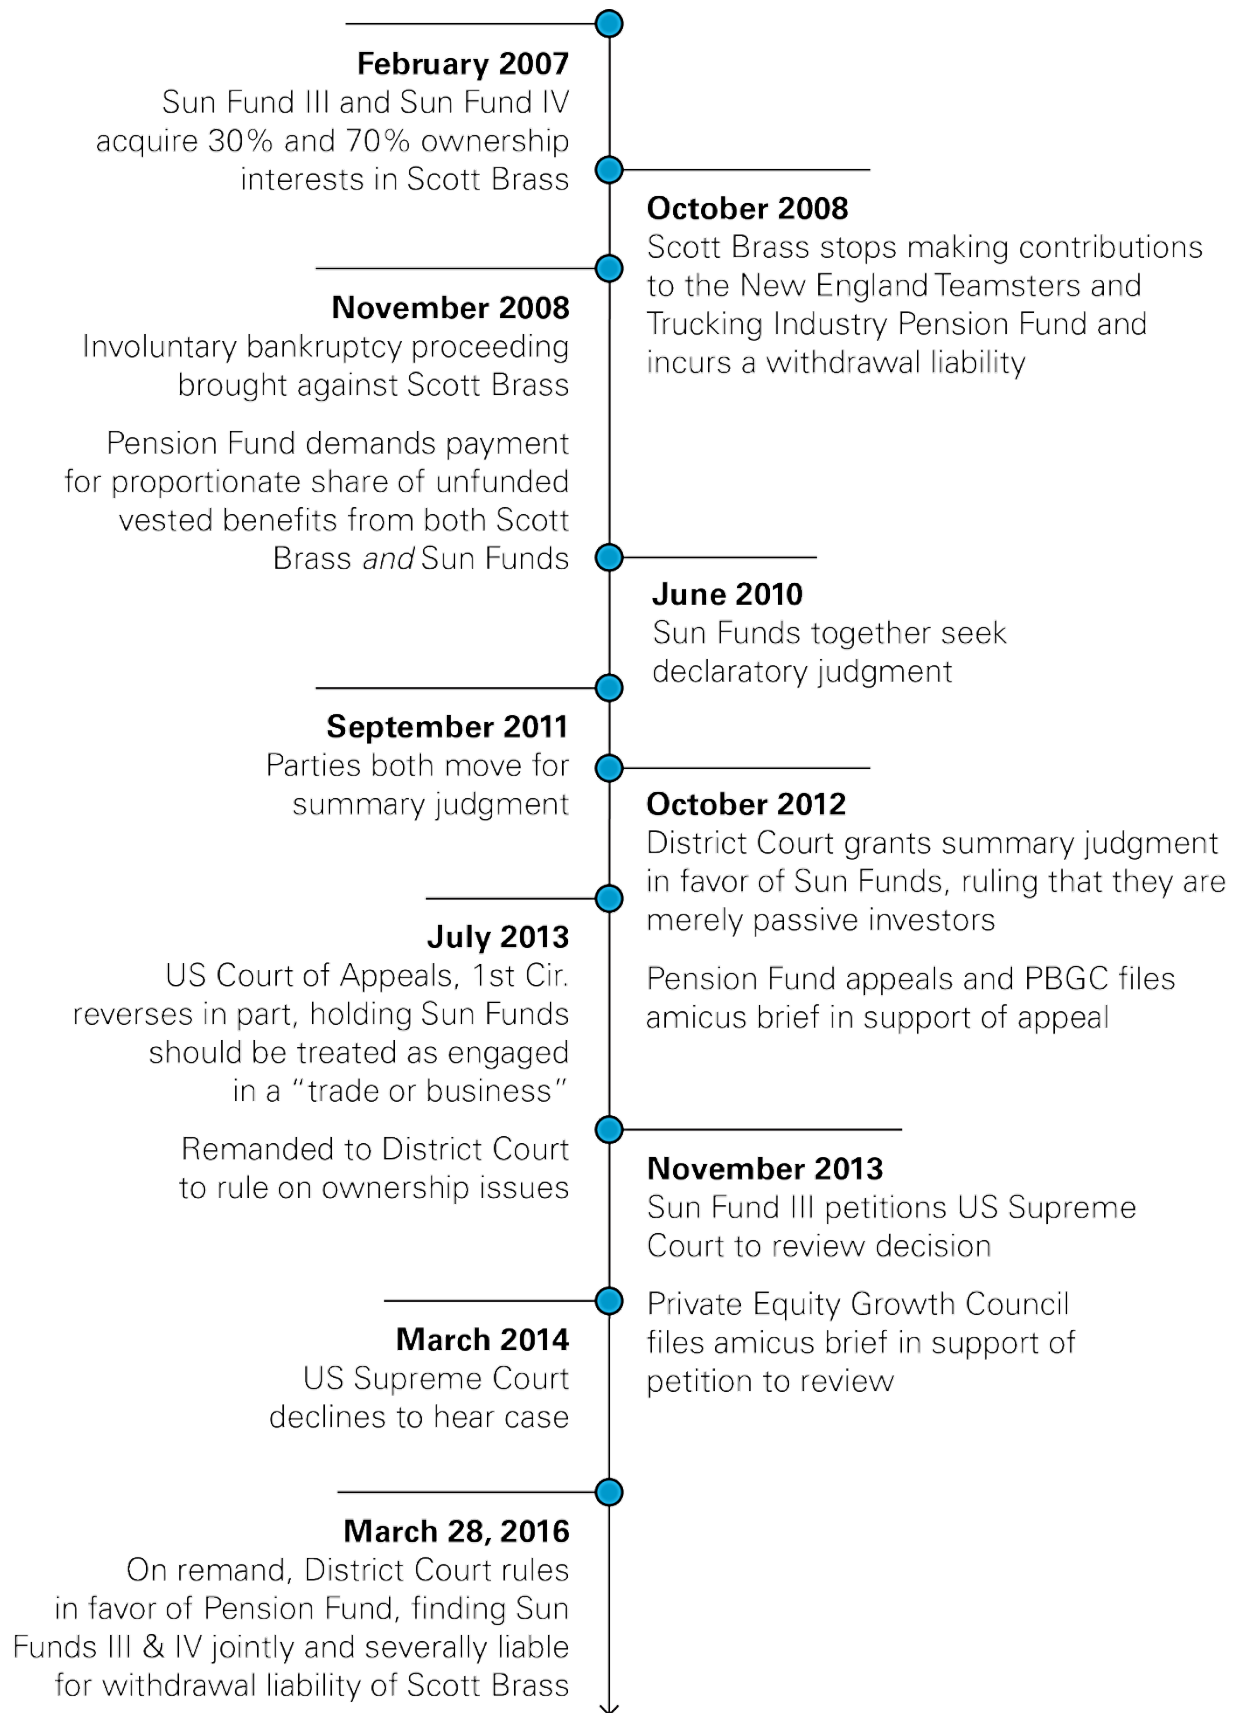 February 2007
Sun Fund III and Sun Fund IV
acquire 30% and 70% ownership
interests in Scott Brass
October 2008
Scott Brass stops making contributions
to the New England Teamsters and
Trucking Industry Pension Fund and
incurs a withdrawal liability
November 2008
Involuntary bankruptcy proceeding
brought against Scott Brass
Pension Fund demands payment
for proportionate share of unfunded
vested benefits from both Scott
Brass and Sun Funds
June 2010
Sun Funds together seek
declaratory judgment
September 2011
Parties both move for
summary judgment
October 2012
District Court grants summary judgment
in favor of Sun Funds, ruling that they are
merely passive investors
Pension Fund appeals and PBGC files
amicus brief in support of appeal
July 2013
US Court of Appeals, 1st Cir.
reverses in part, holding Sun Funds
should be treated as engaged
in a “trade or business”
Remanded to District Court
to rule on ownership issues
November 2013
Sun Fund III petitions US Supreme
Court to review decision
Private Equity Growth Council
files amicus brief in support of
petition to review
March 2014
US Supreme Court
declines to hear case
March 28, 2016
On remand, District Court rules
in favor of Pension Fund, finding Sun
Funds III & IV jointly and severally liable
for withdrawal liability of Scott Brass